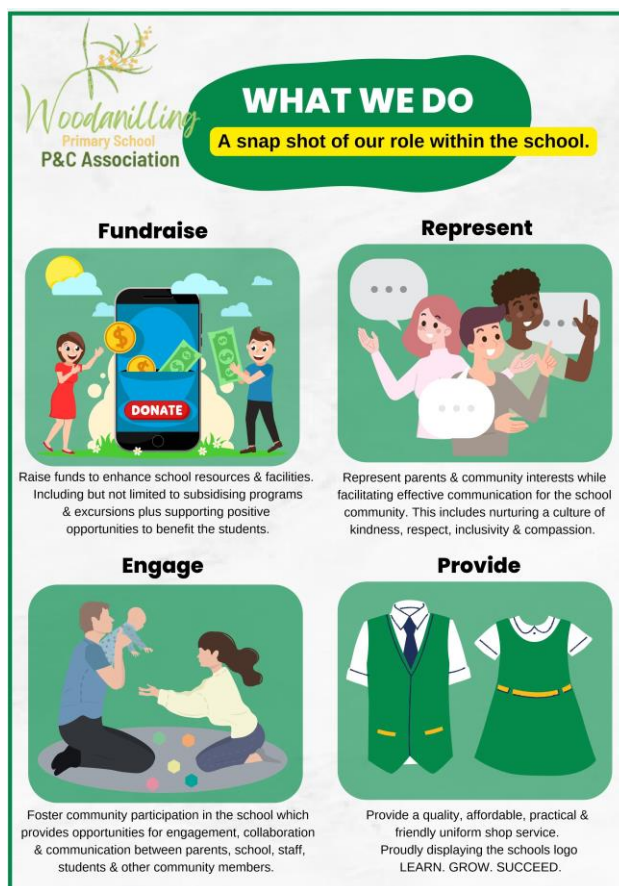 Woodanilling
Primary School
P&C Association
WHAT WE DO
A snap shot of our role within the school.
Fundraise
DONATE
Raise funds to enhance school resources & facilities.
Including but not limited to subsidising programs
& excursions plus supporting positive
opportunities to benefit the students.
Represent
Represent parents & community interests while
facilitating effective communication for the school
community. This includes nurturing a culture of
kindness, respect, inclusivity & compassion.
Engage
Foster community participation in the school which
provides opportunities for engagement, collaboration
& communication between parents, school, staff,
students & other community members.
Provide
Provide a quality, affordable, practical &
friendly uniform shop service.
Proudly displaying the schools logo
LEARN. GROW. SUCCEED.